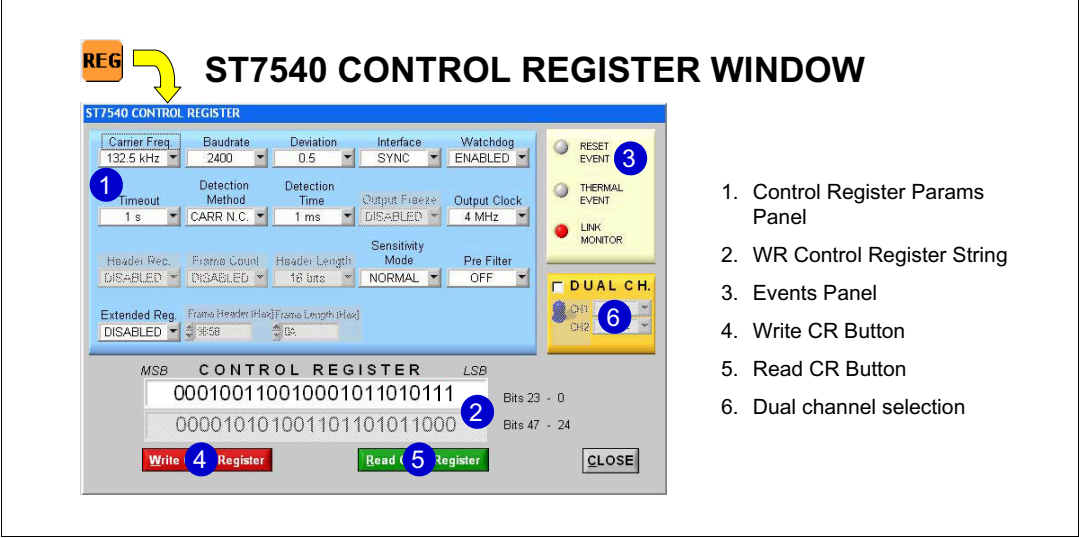 REG
ST7540 CONTROL REGISTER WINDOW
ST7540 CONTROL REGISTER
Carrier Freq. Baudrate Deviation Interface Watchdog
132.5 kHz 2400 0.5 SYNC ENABLED
1
Timeout Detection Method Detection Time Output Freeze Output Clock
1 s CARR N.C. 1 ms DISABLED 4 MHz
Header Rec. Frame Count Header Length Sensitivity Mode Pre Filter
DISABLED DISABLED 16 bits NORMAL OFF
Extended Reg. Frame Header (Hex) Frame Length (Hex)
DISABLED 9B58 0A
RESET
EVENT
3
THERMAL
EVENT
LINK
MONITOR
DUAL CH.
CH1
CH2
6
MSB CONTROL REGISTER LSB
000100110010001011010111 Bits 23 - 0
2
000010101001101101011000 Bits 47 - 24
Write 4 Register Read 5 Register CLOSE
1. Control Register Params
Panel
2. WR Control Register String
3. Events Panel
4. Write CR Button
5. Read CR Button
6. Dual channel selection